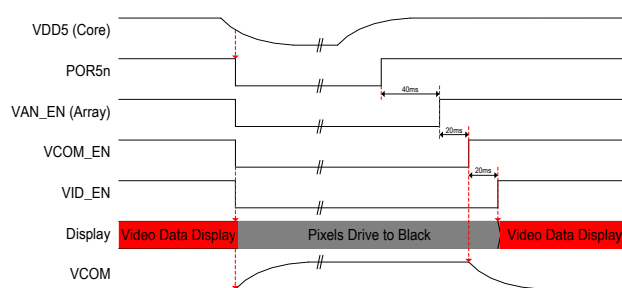 VDD5 (Core)
POR5n
40ms
VAN_EN (Array)
20ms
VCOM_EN
20ms
VID_EN
Display Video Data Display Pixels Drive to Black Video Data Display
VCOM